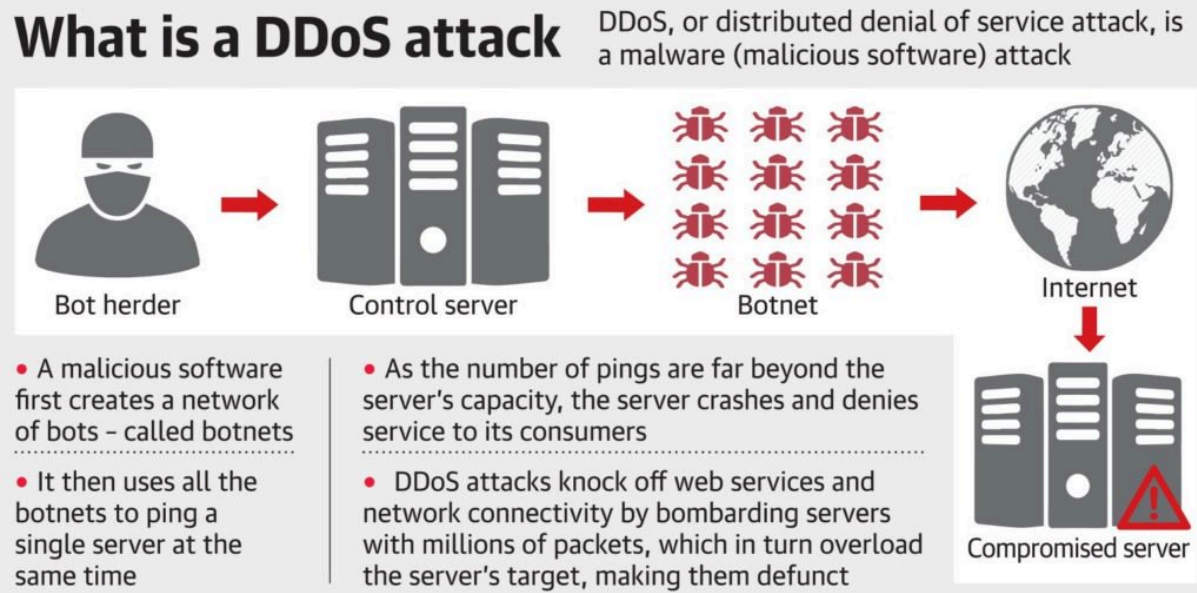 What is a DDoS attack
DDoS, or distributed denial of service attack, is
a malware (malicious software) attack
Bot herder
Control server
Botnet
Internet
Compromised server
• A malicious software
first creates a network
of bots – called botnets
• It then uses all the
botnets to ping a
single server at the
same time
• As the number of pings are far beyond the
server's capacity, the server crashes and denies
service to its consumers
• DDoS attacks knock off web services and
network connectivity by bombarding servers
with millions of packets, which in turn overload
the server's target, making them defunct